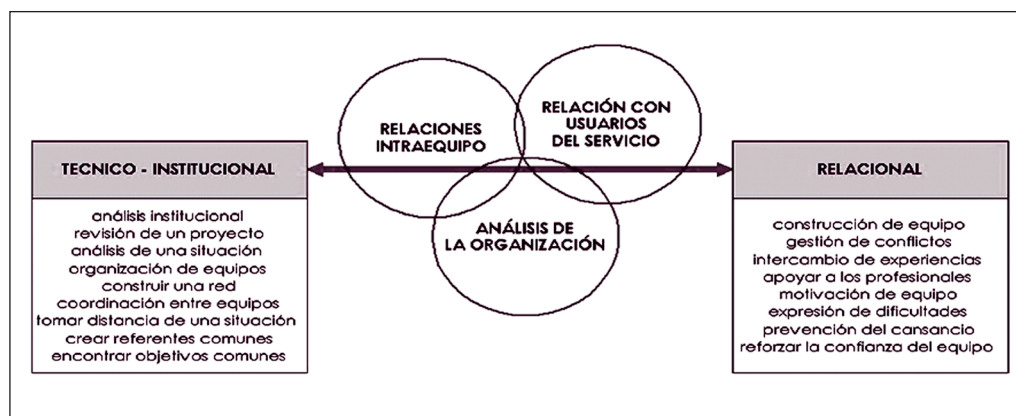 RELACIONES
INTRAEQUIPO
RELACIÓN CON
USUARIOS
DEL SERVICIO
ANÁLISIS DE
LA ORGANIZACIÓN
TECNICO - INSTITUCIONAL
análisis institucional
revisión de un proyecto
análisis de una situación
organización de equipos
construir una red
coordinación entre equipos
tomar distancia de una situación
crear referentes comunes
encontrar objetivos comunes
RELACIONAL
construcción de equipo
gestión de conflictos
intercambio de experiencias
apoyar a los profesionales
motivación de equipo
expresión de dificultades
prevención del cansancio
reforzar la confianza del equipo